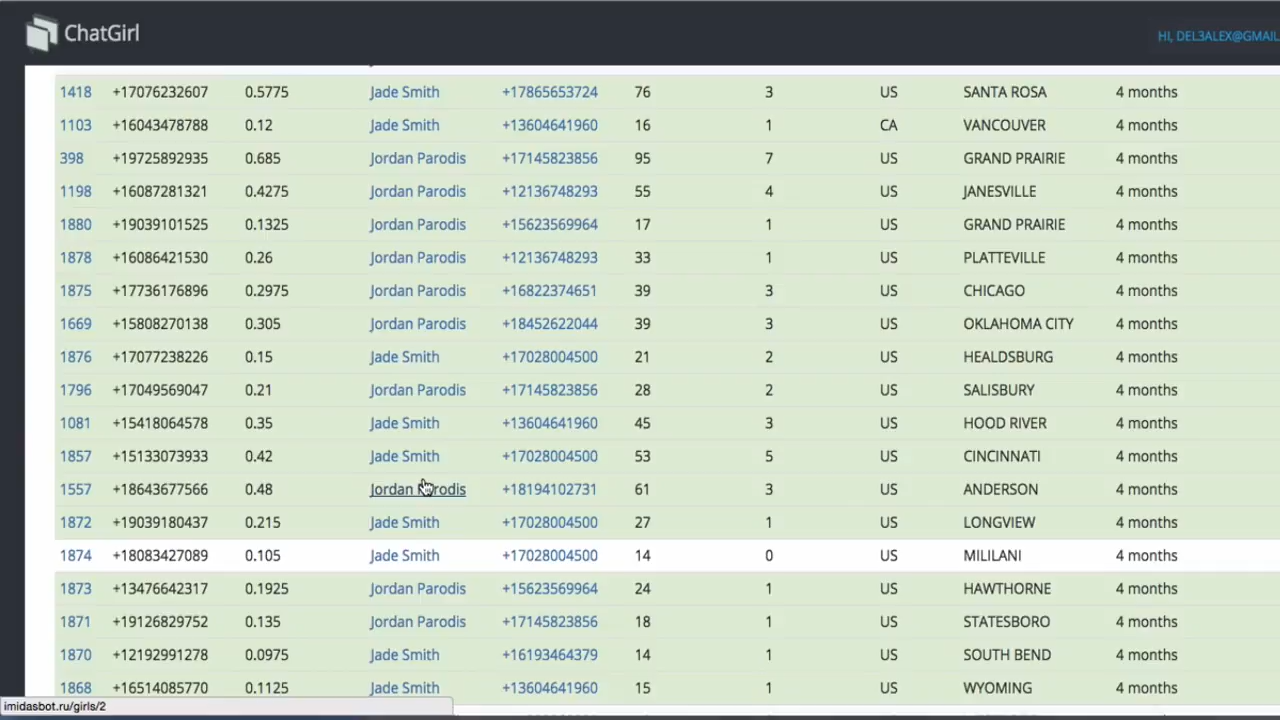 ChatGirl
HI, DEL3ALEX@GMAIL
1418 +17076232607 0.5775 Jade Smith +17865653724 76 3 US SANTA ROSA 4 months
1103 +16043478788 0.12 Jade Smith +13604641960 16 1 CA VANCOUVER 4 months
398 +19725892935 0.685 Jordan Parodis +17145823856 95 7 US GRAND PRAIRIE 4 months
1198 +16087281321 0.4275 Jordan Parodis +12136748293 55 4 US JANESVILLE 4 months
1880 +19039101525 0.1325 Jordan Parodis +15623569964 17 1 US GRAND PRAIRIE 4 months
1878 +16086421530 0.26 Jordan Parodis +12136748293 33 1 US PLATTEVILLE 4 months
1875 +17736176896 0.2975 Jordan Parodis +16822374651 39 3 US CHICAGO 4 months
1669 +15808270138 0.305 Jordan Parodis +18452622044 39 3 US OKLAHOMA CITY 4 months
1876 +17077238226 0.15 Jade Smith +17028004500 21 2 US HEALDSBURG 4 months
1796 +17049569047 0.21 Jordan Parodis +17145823856 28 2 US SALISBURY 4 months
1081 +15418064578 0.35 Jade Smith +13604641960 45 3 US HOOD RIVER 4 months
1857 +15133073933 0.42 Jade Smith +17028004500 53 5 US CINCINNATI 4 months
1557 +18643677566 0.48 Jordan Parodis +18194102731 61 3 US ANDERSON 4 months
1872 +19039180437 0.215 Jade Smith +17028004500 27 1 US LONGVIEW 4 months
1874 +18083427089 0.105 Jade Smith +17028004500 14 0 US MILILANI 4 months
1873 +13476642317 0.1925 Jordan Parodis +15623569964 24 1 US HAWTHORNE 4 months
1871 +19126829752 0.135 Jordan Parodis +17145823856 18 1 US STATESBORO 4 months
1870 +12192991278 0.0975 Jade Smith +16193464379 14 1 US SOUTH BEND 4 months
1868 +16514085770 0.1125 Jade Smith +13604641960 15 1 US WYOMING 4 months
imidasbot.ru/girls/2